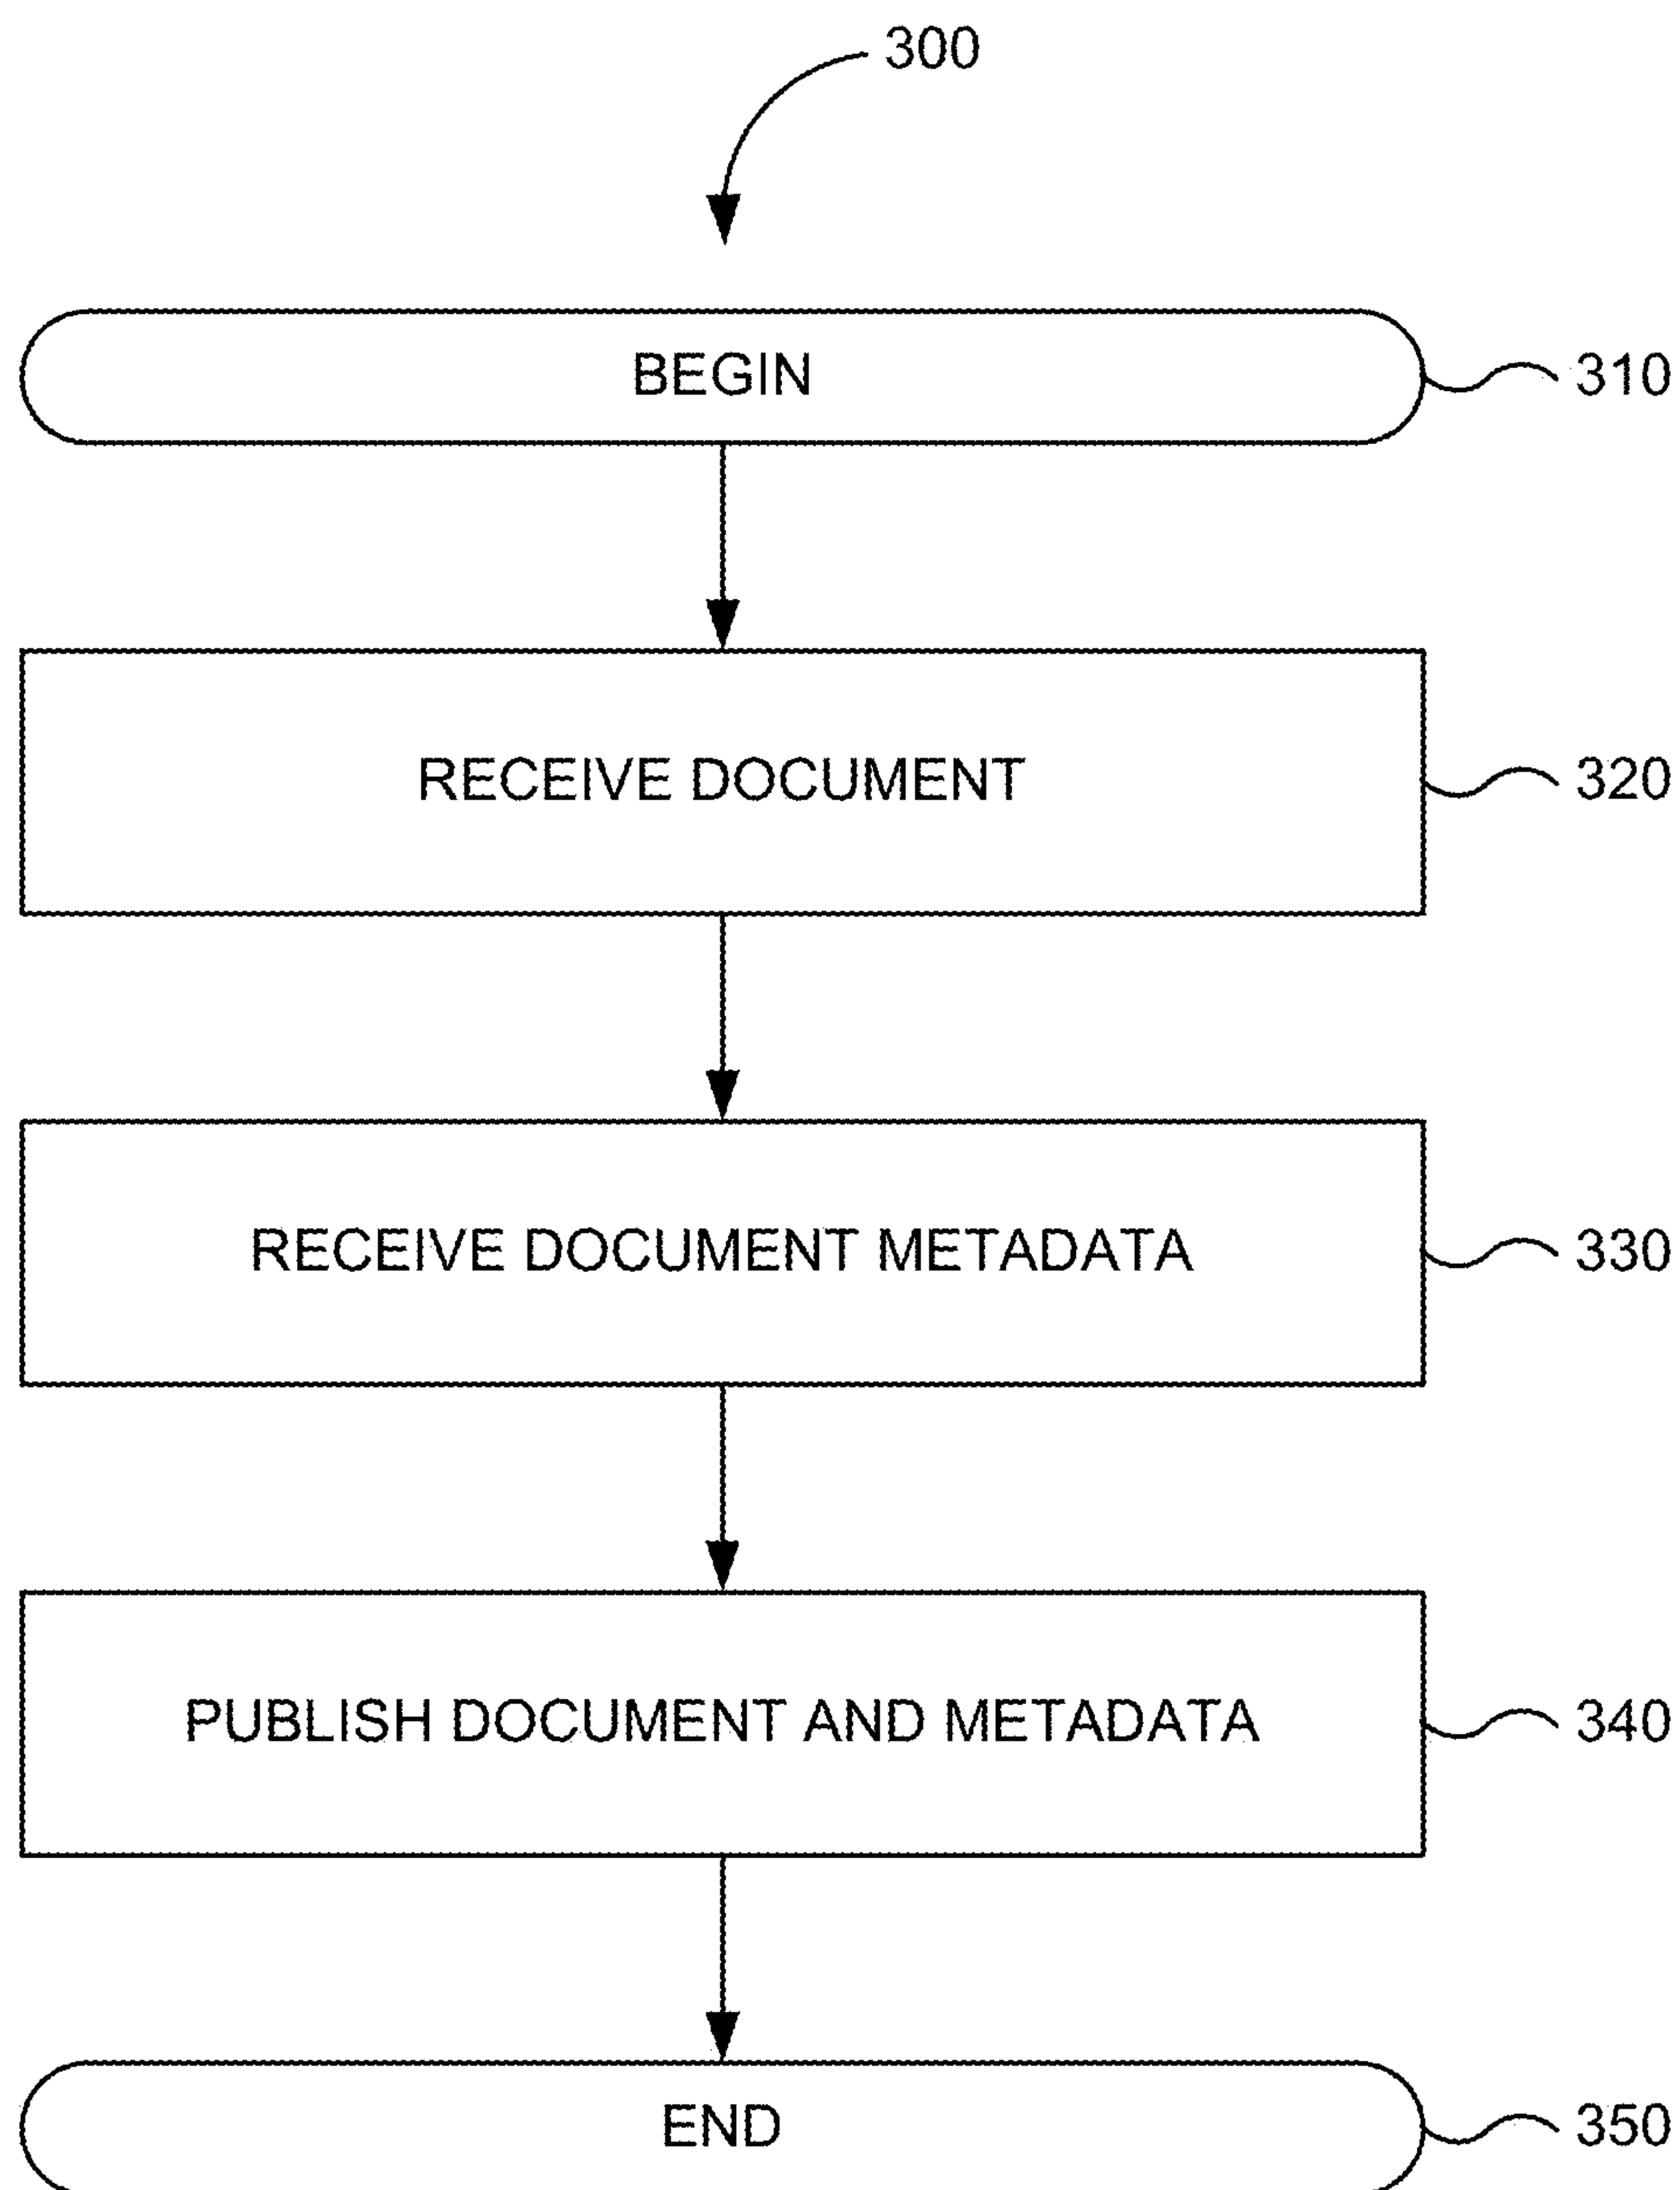 300
BEGIN 310
RECEIVE DOCUMENT 320
RECEIVE DOCUMENT METADATA 330
PUBLISH DOCUMENT AND METADATA 340
END 350